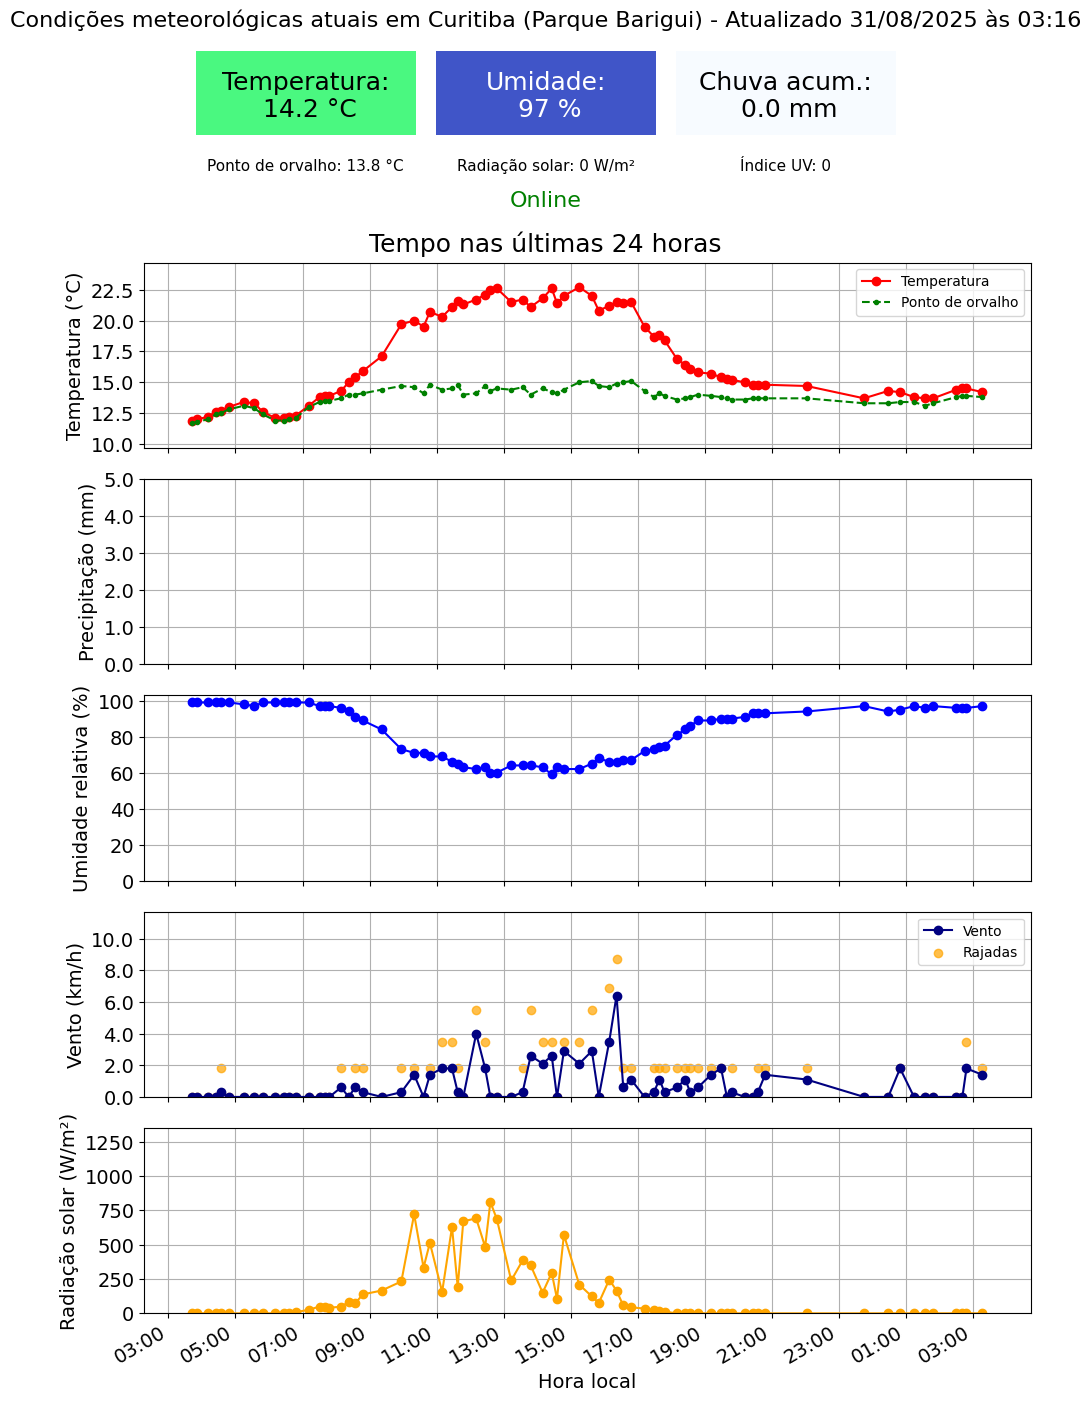 Condições meteorológicas atuais em Curitiba (Parque Barigui) - Atualizado 31/08/2025 às 03:16
Temperatura:
14.2 °C
Umidade:
97 %
Chuva acum.:
0.0 mm
Ponto de orvalho: 13.8 °C
Radiação solar: 0 W/m²
Índice UV: 0
Online
Tempo nas últimas 24 horas
Temperatura (°C)
22.5
20.0
17.5
15.0
12.5
10.0
Temperatura
Ponto de orvalho
Precipitação (mm)
5.0
4.0
3.0
2.0
1.0
0.0
Umidade relativa (%)
100
80
60
40
20
0
Vento (km/h)
10.0
8.0
6.0
4.0
2.0
0.0
Vento
Rajadas
Radiação solar (W/m²)
1250
1000
750
500
250
0
03:00
05:00
07:00
09:00
11:00
13:00
15:00
17:00
19:00
21:00
23:00
01:00
03:00
Hora local